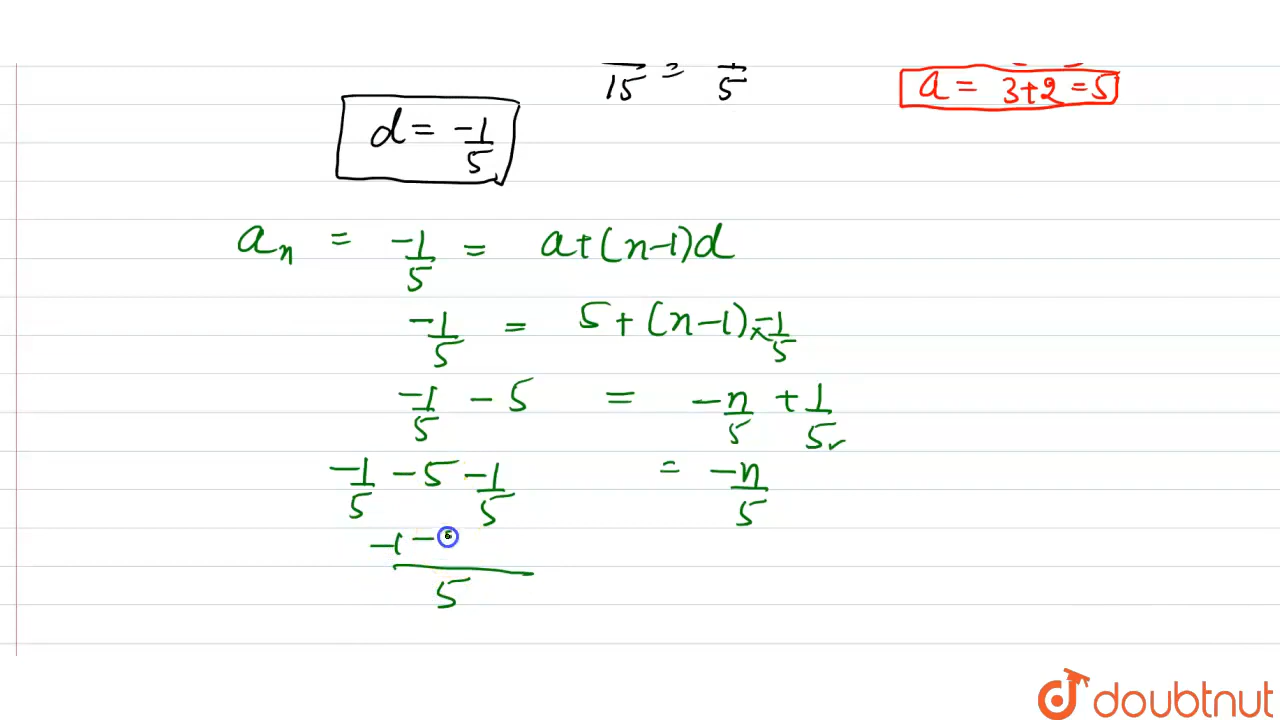 15 = 5
a = 3+2 = 5
d = -1/5
aₙ = -1/5 = a+(n-1)d
-1/5 = 5+(n-1)×-1/5
-1/5 - 5 = -n/5 + 1/5
-1/5 - 5 - 1/5 = -n/5
-1 -
5
doubtnut